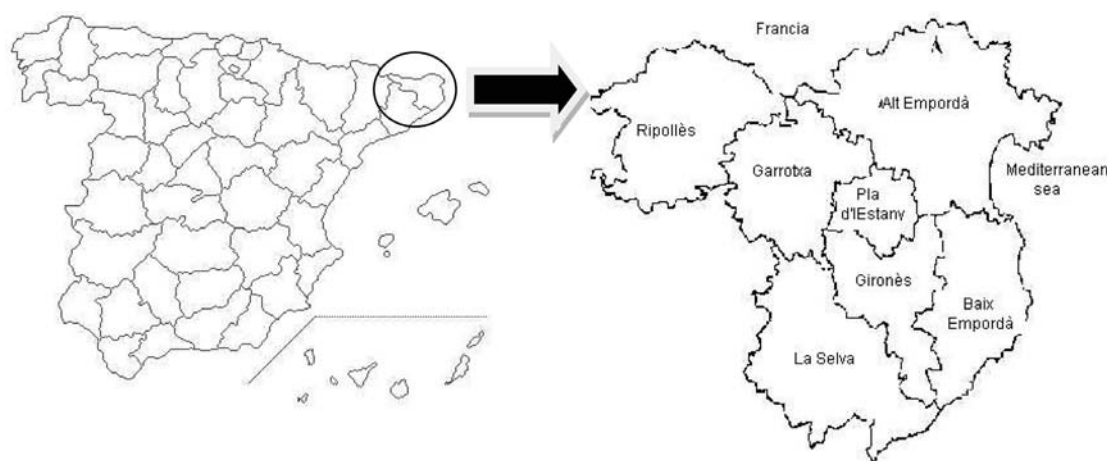 Francia
Alt Empordà
Ripollès
Garrotxa
Mediterranean
sea
Pla
d'lEstany
Gironès
Baix
Empordà
La Selva